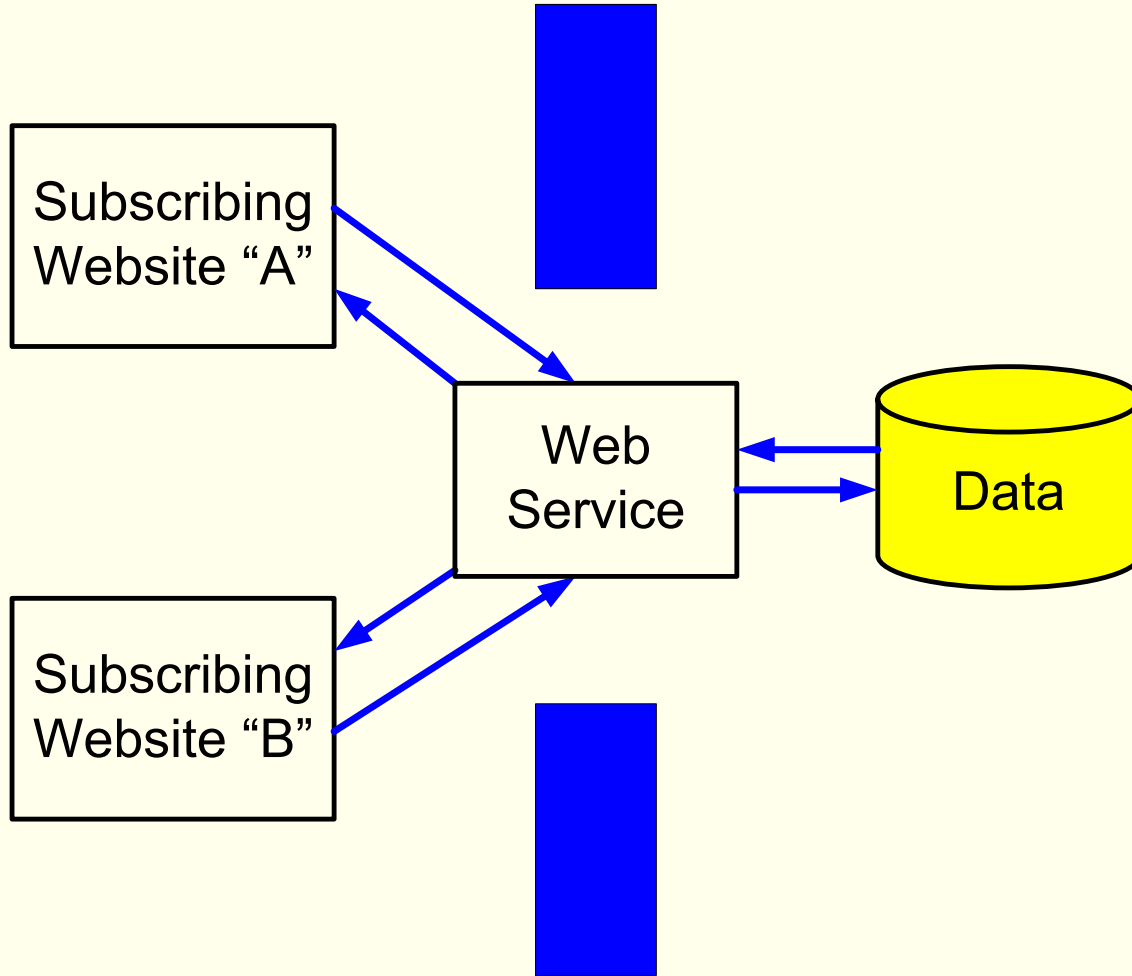 Subscribing
Website “A”
Web
Service
Data
Subscribing
Website “B”